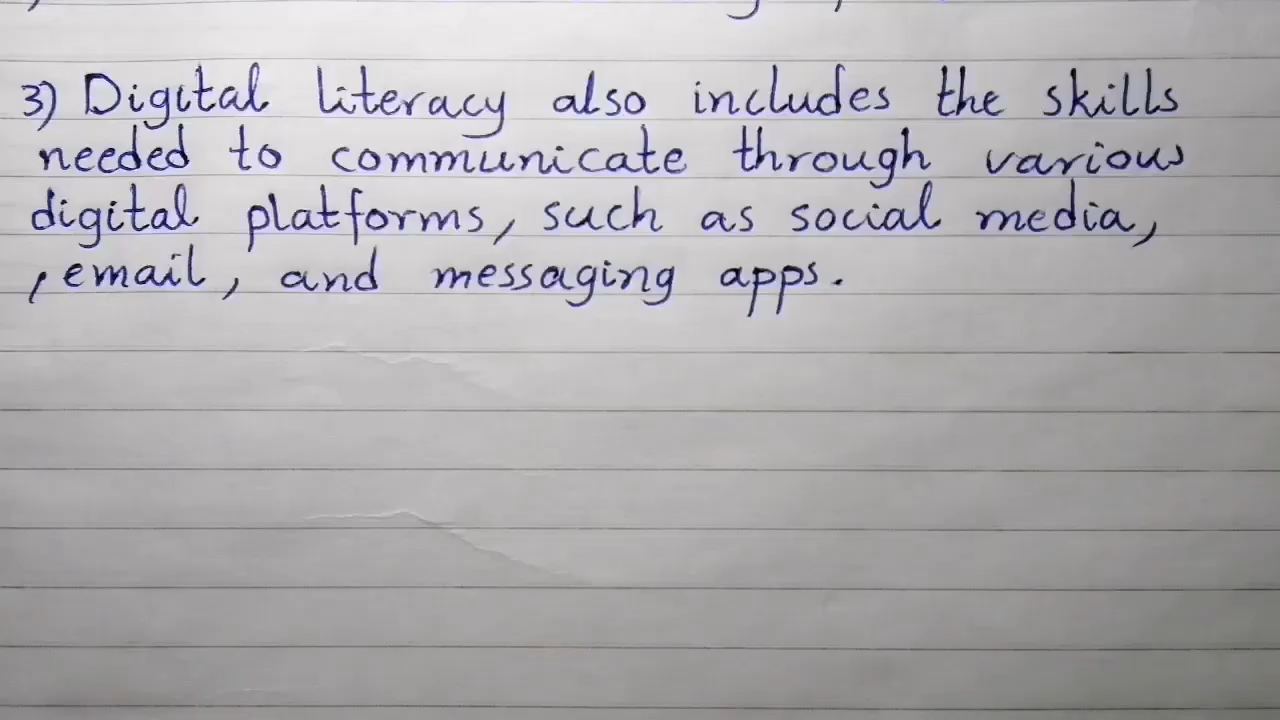 3) Digital literacy also includes the skills
needed to communicate through various
digital platforms, such as social media,
, email, and messaging apps.